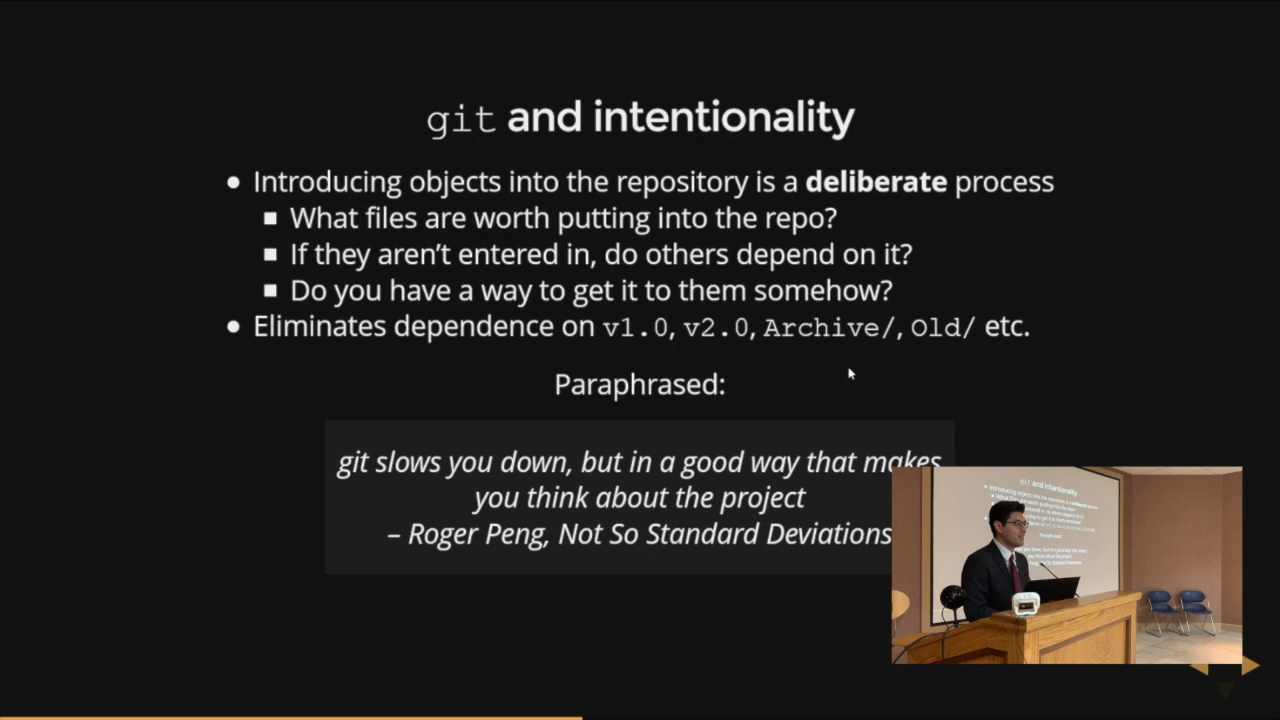 git and intentionality
● Introducing objects into the repository is a deliberate process
■ What files are worth putting into the repo?
■ If they aren’t entered in, do others depend on it?
■ Do you have a way to get it to them somehow?
● Eliminates dependence on v1.0, v2.0, Archive/, Old/ etc.
Paraphrased:
git slows you down, but in a good way that makes
you think about the project
– Roger Peng, Not So Standard Deviations
git and intentionality